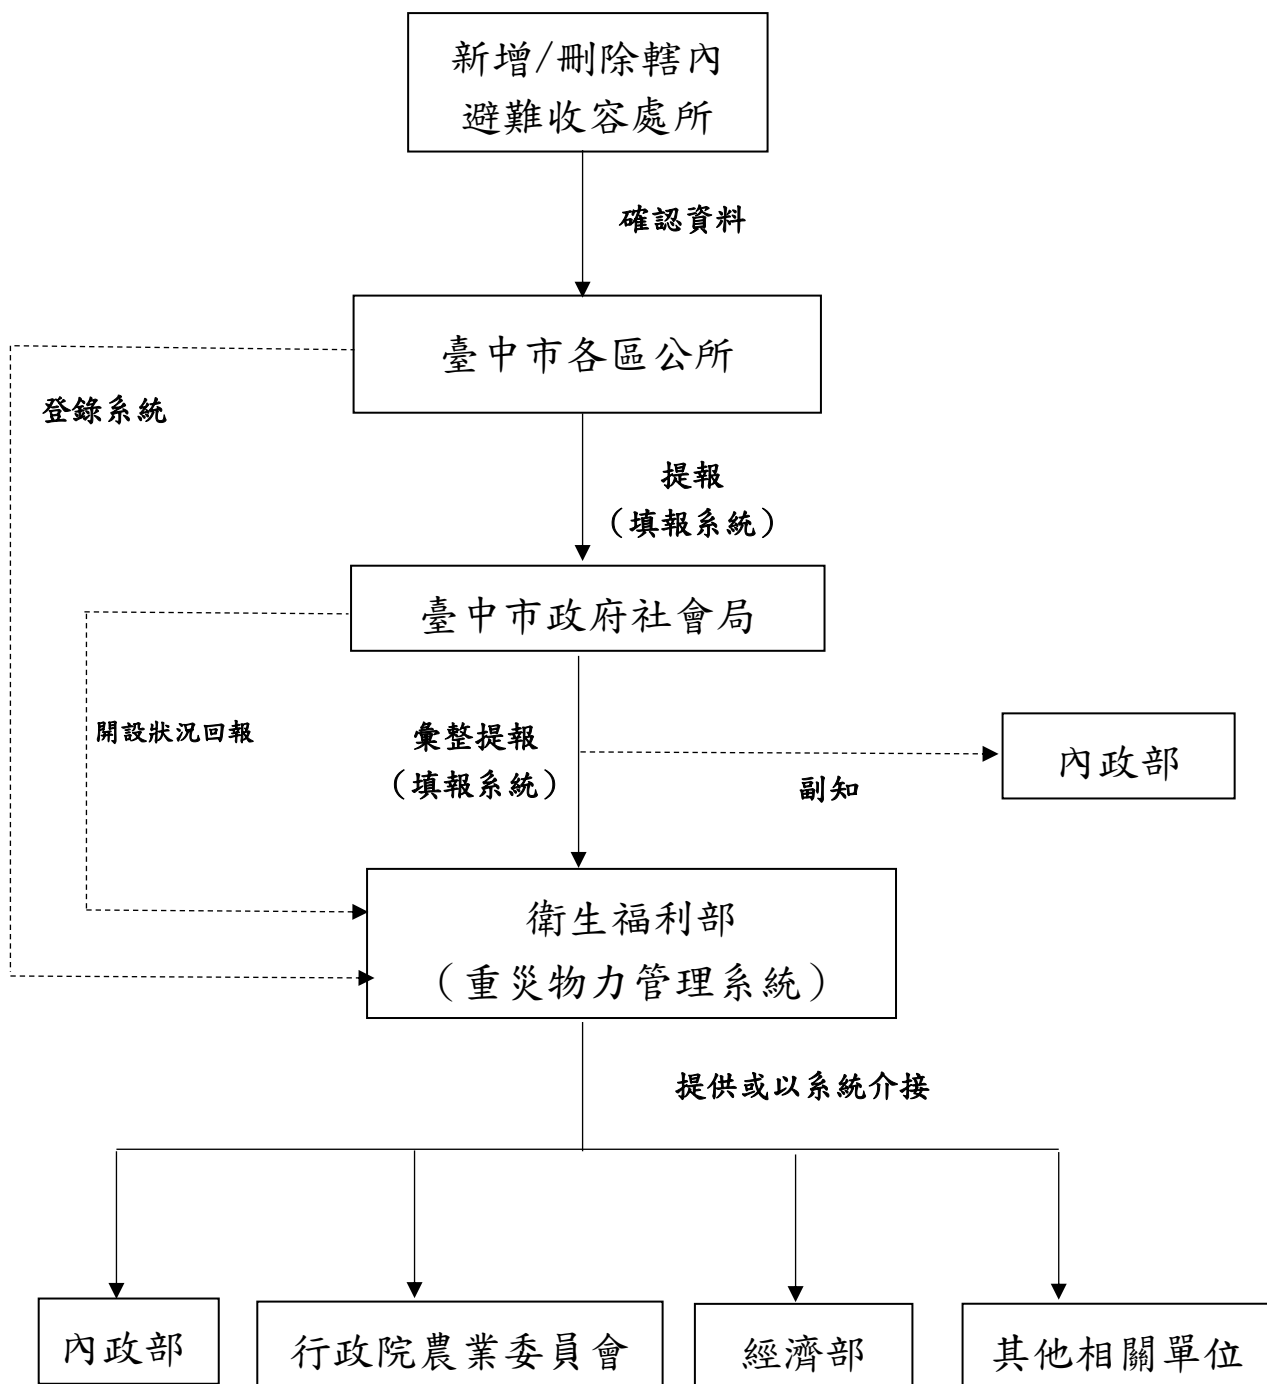 新增/刪除轄內
避難收容處所
確認資料
臺中市各區公所
登錄系統
提報
（填報系統）
臺中市政府社會局
開設狀況回報
彙整提報
（填報系統）
副知
內政部
衛生福利部
（重災物力管理系統）
提供或以系統介接
內政部
行政院農業委員會
經濟部
其他相關單位